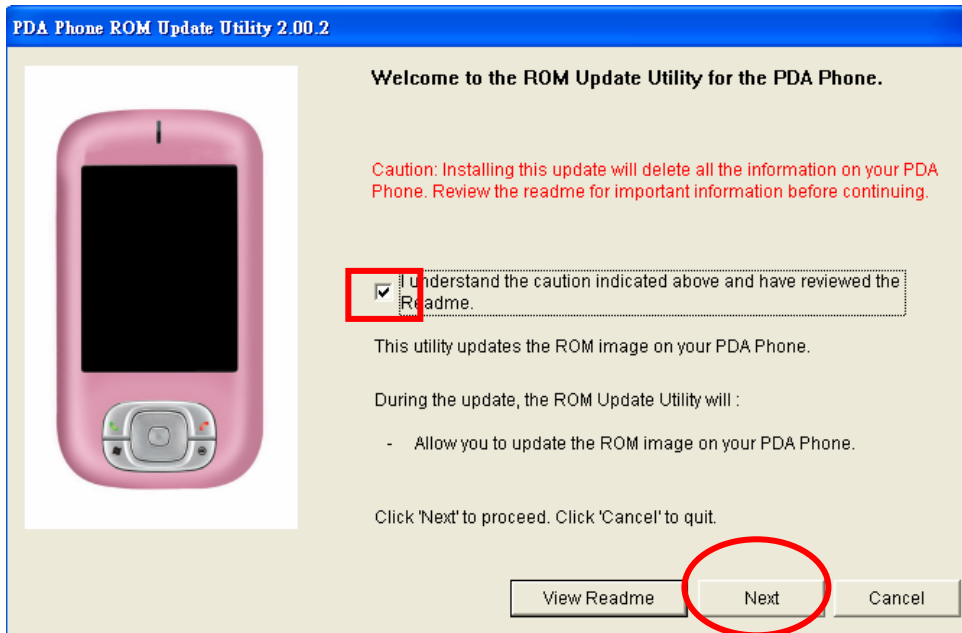 PDA Phone ROM Update Utility 2.00.2
Welcome to the ROM Update Utility for the PDA Phone.
Caution: Installing this update will delete all the information on your PDA
Phone. Review the readme for important information before continuing.
I understand the caution indicated above and have reviewed the
Readme.
This utility updates the ROM image on your PDA Phone.
During the update, the ROM Update Utility will :
- Allow you to update the ROM image on your PDA Phone.
Click 'Next' to proceed. Click 'Cancel' to quit.
View Readme
Next
Cancel